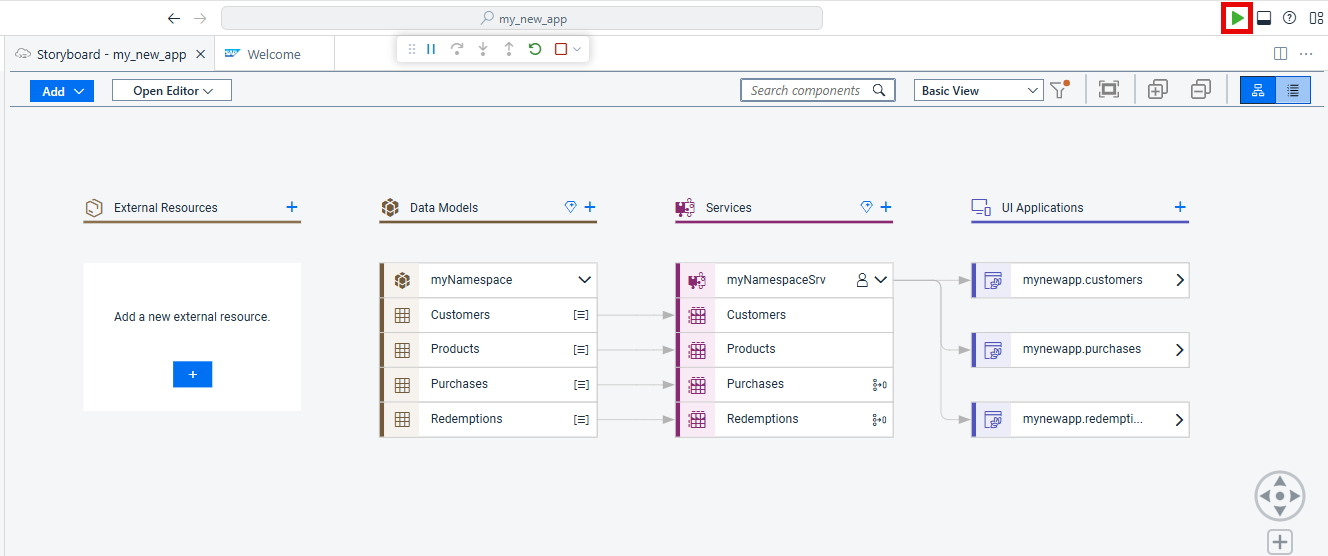 my_new_app
Storyboard - my_new_app
SAP Welcome
Add
Open Editor
Search components
Basic View
External Resources
Data Models
Services
UI Applications
Add a new external resource.
myNamespace
Customers
Products
Purchases
Redemptions
myNamespaceSrv
Customers
Products
Purchases
Redemptions
mynewapp.customers
mynewapp.purchases
mynewapp.redempti...